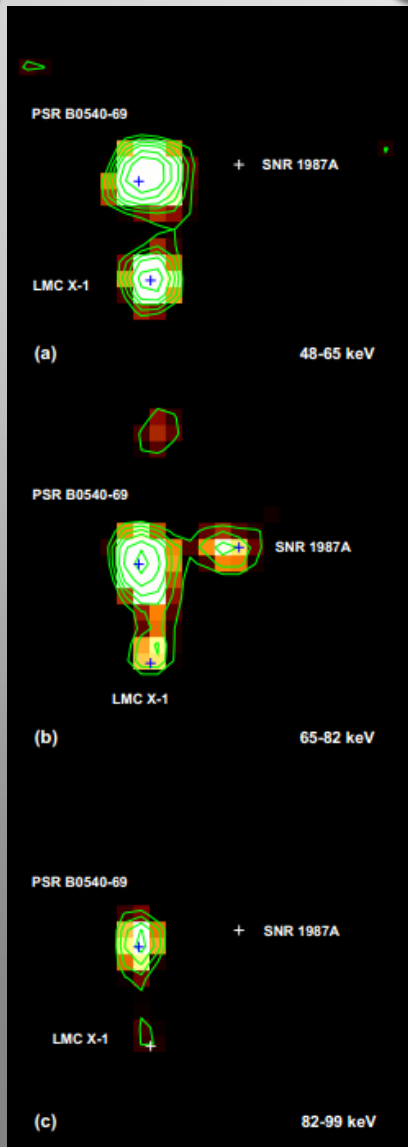 PSR B0540-69
SNR 1987A
LMC X-1
(a) 48-65 keV
PSR B0540-69
SNR 1987A
LMC X-1
(b) 65-82 keV
PSR B0540-69
SNR 1987A
LMC X-1
(c) 82-99 keV